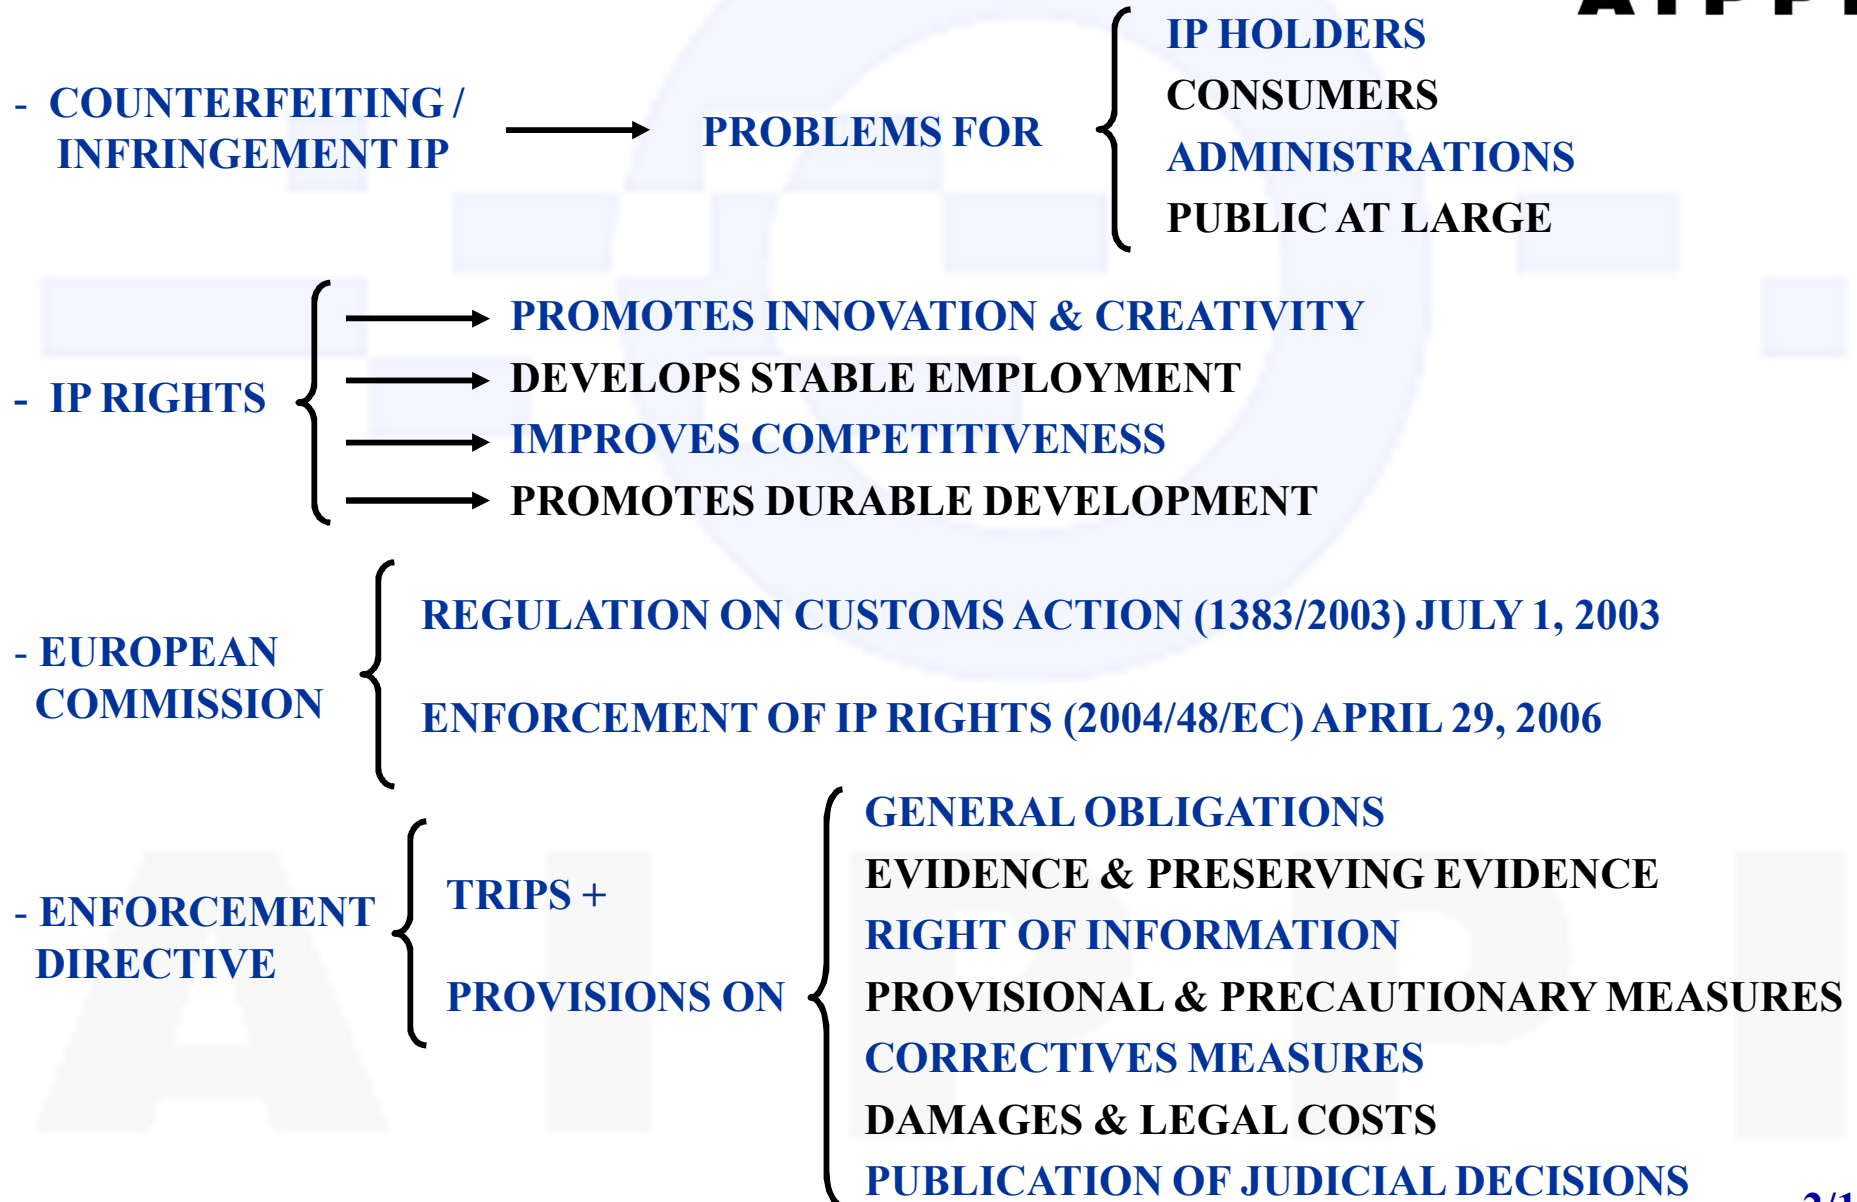 AIPPI
- COUNTERFEITING /
INFRINGEMENT IP
PROBLEMS FOR
IP HOLDERS
CONSUMERS
ADMINISTRATIONS
PUBLIC AT LARGE
- IP RIGHTS
PROMOTES INNOVATION & CREATIVITY
DEVELOPS STABLE EMPLOYMENT
IMPROVES COMPETITIVENESS
PROMOTES DURABLE DEVELOPMENT
- EUROPEAN
COMMISSION
REGULATION ON CUSTOMS ACTION (1383/2003) JULY 1, 2003
ENFORCEMENT OF IP RIGHTS (2004/48/EC) APRIL 29, 2006
- ENFORCEMENT
DIRECTIVE
TRIPS +
PROVISIONS ON
GENERAL OBLIGATIONS
EVIDENCE & PRESERVING EVIDENCE
RIGHT OF INFORMATION
PROVISIONAL & PRECAUTIONARY MEASURES
CORRECTIVES MEASURES
DAMAGES & LEGAL COSTS
PUBLICATION OF JUDICIAL DECISIONS
AIPPI